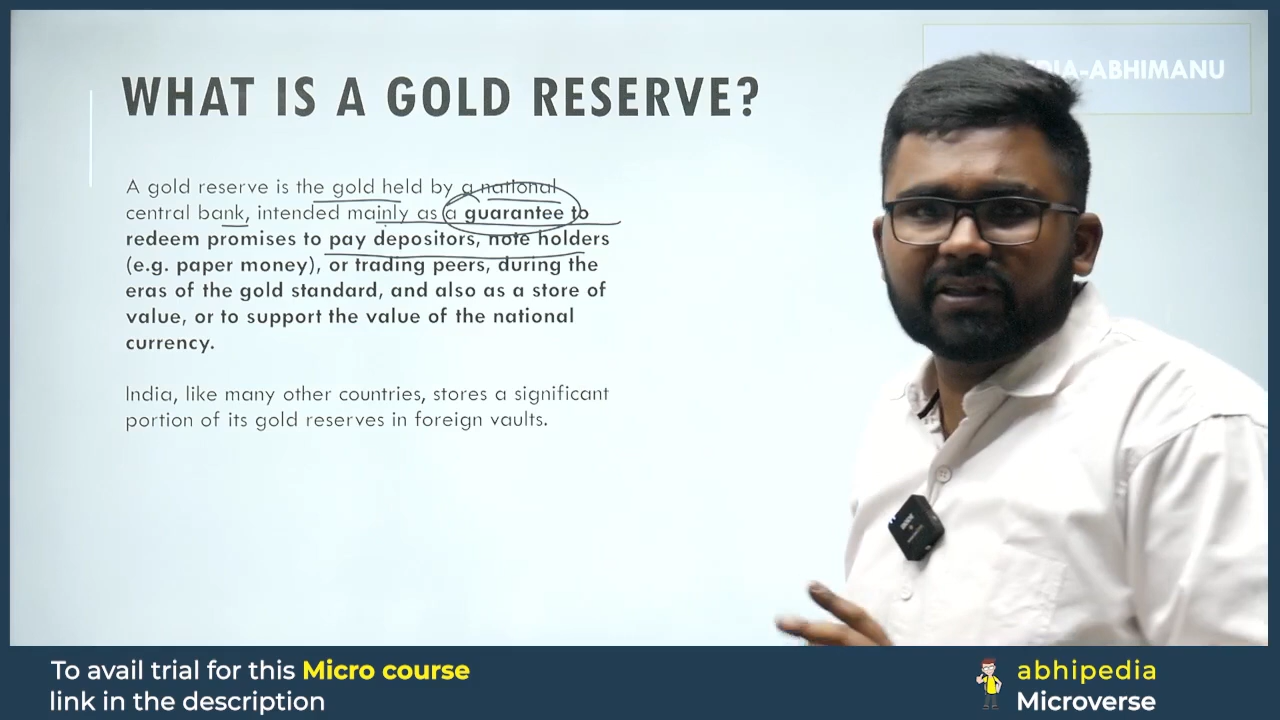 WHAT IS A GOLD RESERVE?
A gold reserve is the gold held by a national
central bank, intended mainly as a guarantee to
redeem promises to pay depositors, note holders
(e.g. paper money), or trading peers, during the
eras of the gold standard, and also as a store of
value, or to support the value of the national
currency.
India, like many other countries, stores a significant
portion of its gold reserves in foreign vaults.
-ABHIMANU
To avail trial for this Micro course
link in the description
abhipedia
Microverse